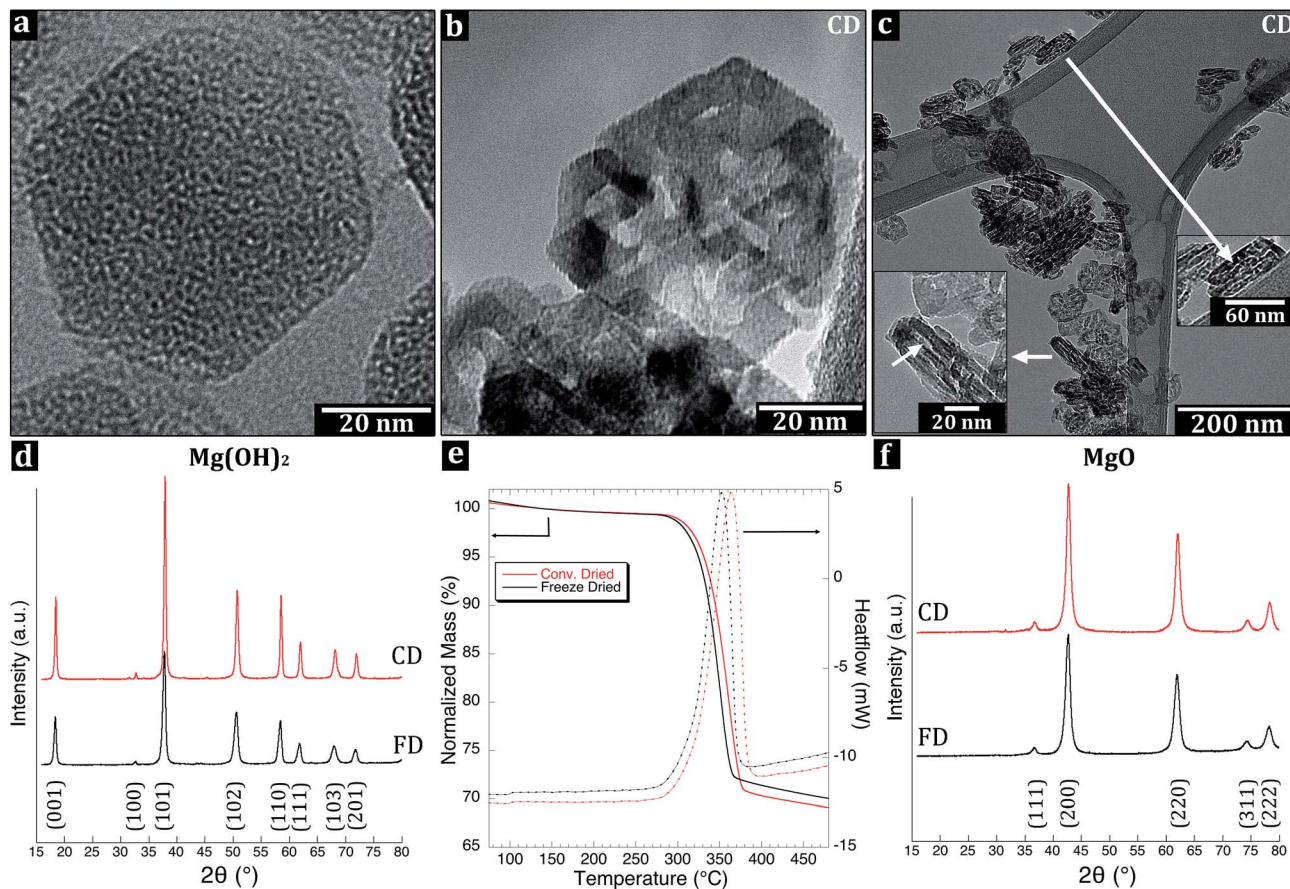 a
20 nm
b
CD
20 nm
c
CD
60 nm
20 nm
200 nm
d
Mg(OH)₂
Intensity (a.u.)
CD
FD
(001)
(100)
(101)
(102)
(110)
(111)
(103)
(201)
15 20 25 30 35 40 45 50 55 60 65 70 75 80
2θ (°)
e
Normalized Mass (%)
100
95
90
85
80
75
70
65
Conv. Dried
Freeze Dried
5
0
-5
-10
-15
Heatflow (mW)
100 150 200 250 300 350 400 450
Temperature (°C)
f
MgO
Intensity (a.u.)
CD
FD
(111)
(200)
(220)
(311)
(222)
15 20 25 30 35 40 45 50 55 60 65 70 75 80
2θ (°)